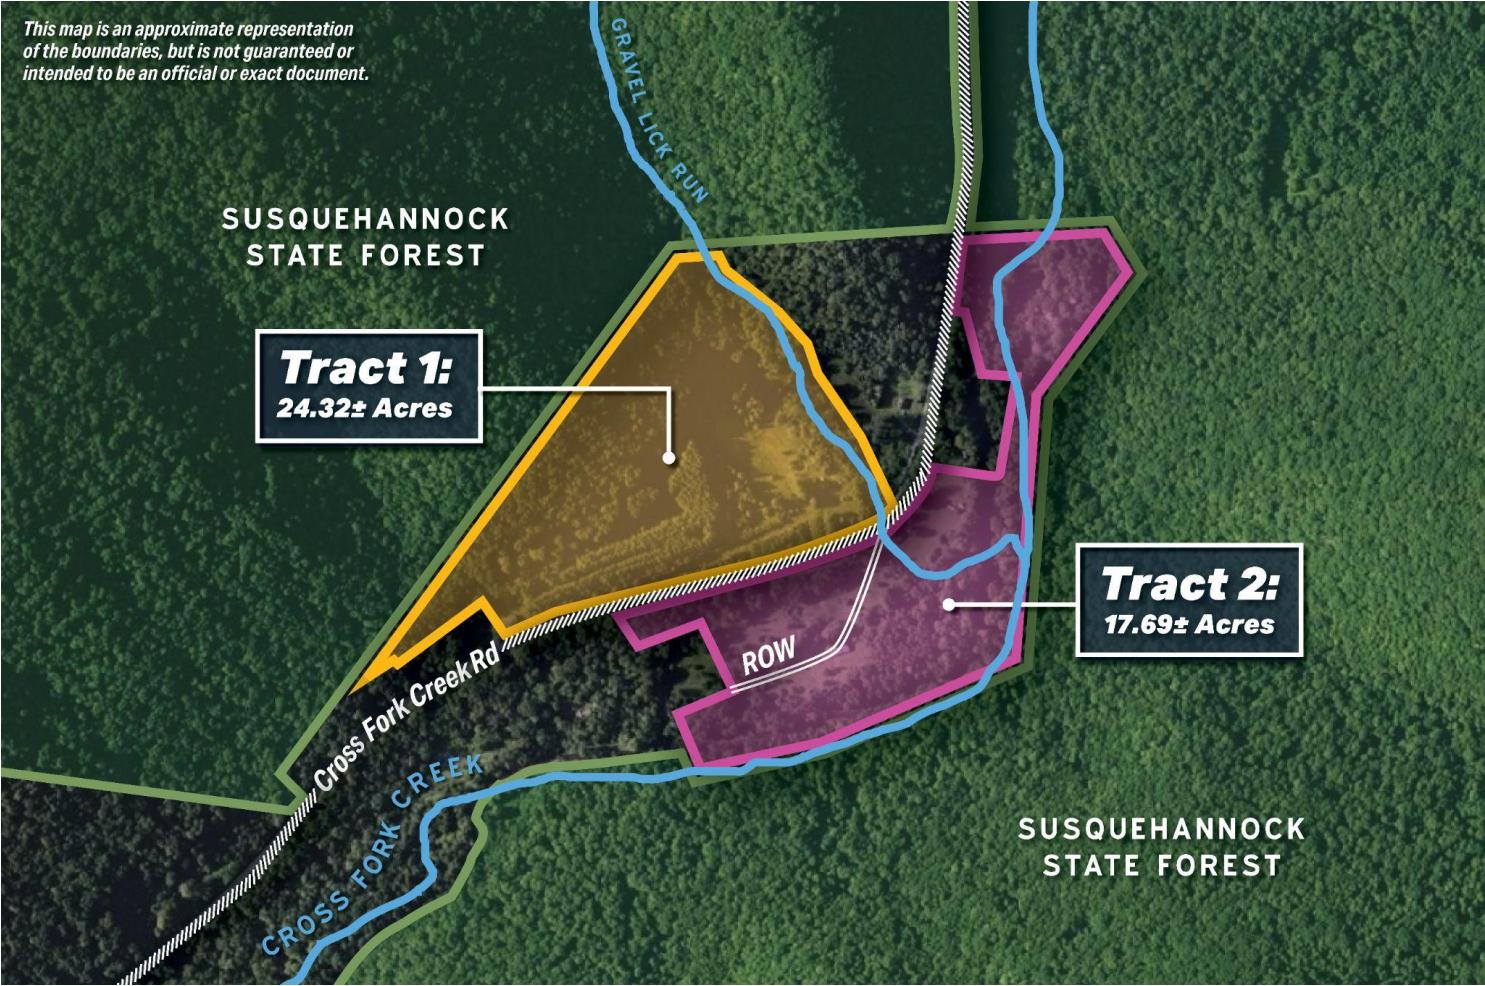 This map is an approximate representation
of the boundaries, but is not guaranteed or
intended to be an official or exact document.
GRAVEL LICK RUN
SUSQUEHANNOCK
STATE FOREST
Tract 1:
24.32± Acres
Tract 2:
17.69± Acres
ROW
Cross Fork Creek Rd
CROSS FORK CREEK
SUSQUEHANNOCK
STATE FOREST